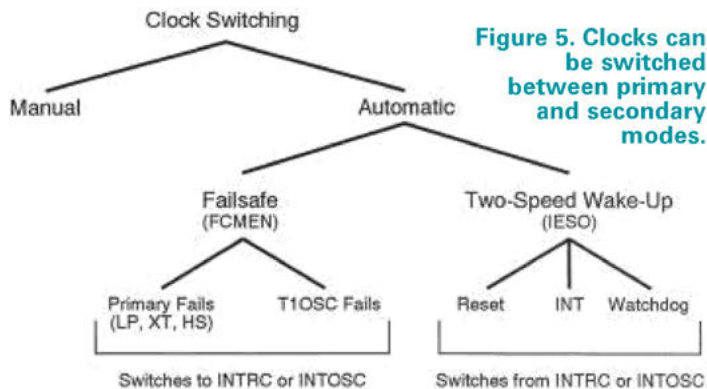 Clock Switching
Figure 5. Clocks can
be switched
between primary
and secondary
modes.
Manual
Automatic
Failsafe
(FCMEN)
Two-Speed Wake-Up
(IESO)
Primary Fails
(LP, XT, HS)
T1OSC Fails
Reset
INT
Watchdog
Switches to INTRC or INTOSC
Switches from INTRC or INTOSC